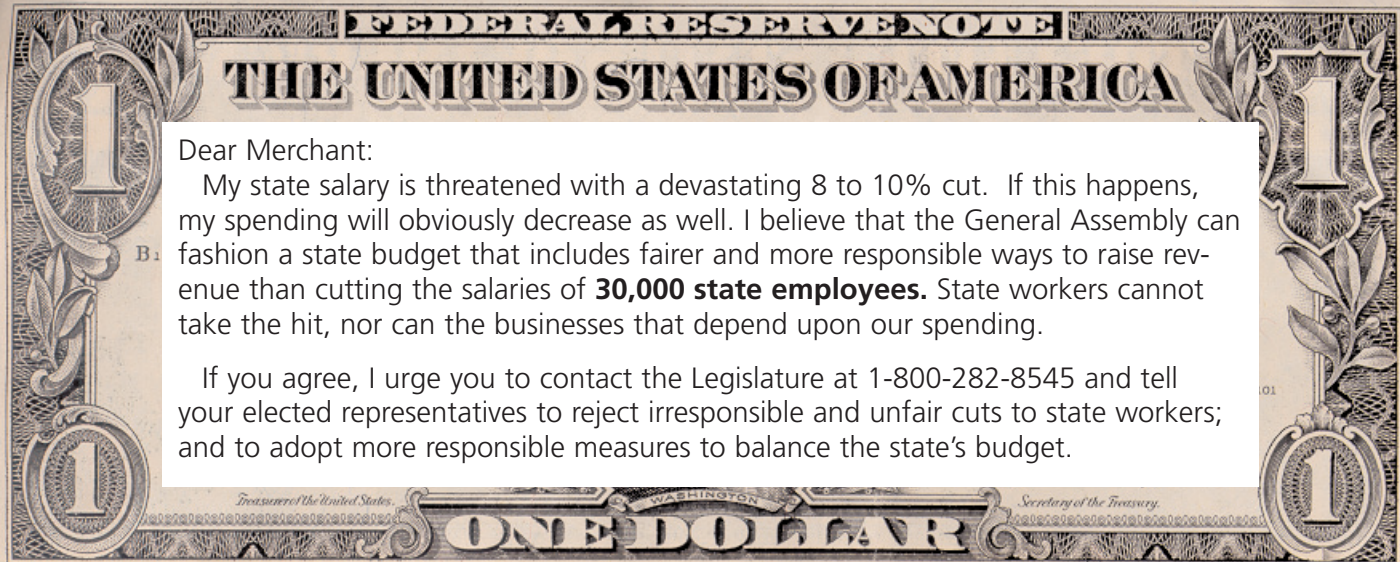 FEDERAL RESERVE NOTE
THE UNITED STATES OF AMERICA
1
1
Dear Merchant:
My state salary is threatened with a devastating 8 to 10% cut.  If this happens,
my spending will obviously decrease as well. I believe that the General Assembly can
fashion a state budget that includes fairer and more responsible ways to raise rev-
enue than cutting the salaries of 30,000 state employees. State workers cannot
take the hit, nor can the businesses that depend upon our spending.
If you agree, I urge you to contact the Legislature at 1-800-282-8545 and tell
your elected representatives to reject irresponsible and unfair cuts to state workers;
and to adopt more responsible measures to balance the state’s budget.
1
1
Treasurer of the United States.
WASHINGTON
Secretary of the Treasury.
ONE DOLLAR